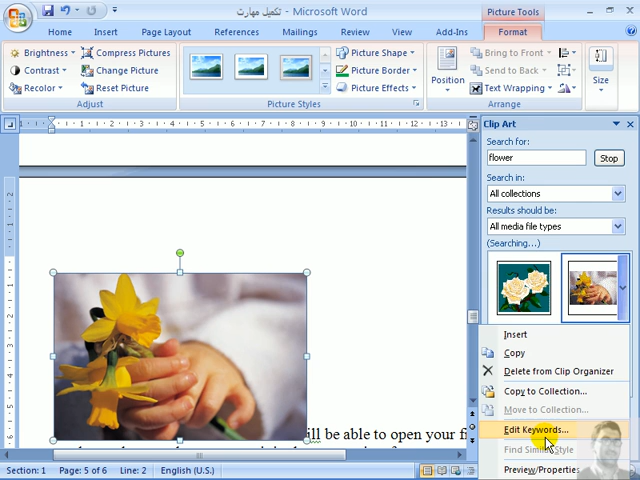 تكميل مهارت - Microsoft Word
Picture Tools
Home Insert Page Layout References Mailings Review View Add-Ins Format
Brightness Compress Pictures
Contrast Change Picture
Recolor Reset Picture
Adjust
Picture Styles
Picture Shape
Picture Border
Picture Effects
Position
Bring to Front
Send to Back
Text Wrapping
Arrange
Size
Clip Art
Search for:
flower
Stop
Search in:
All collections
Results should be:
All media file types
(Searching...)
Insert
Copy
Delete from Clip Organizer
Copy to Collection...
Move to Collection...
Edit Keywords...
Find Similar Style
Preview/Properties
ill be able to open your fi
Section: 1 Page: 5 of 6 Line: 2 English (U.S.)